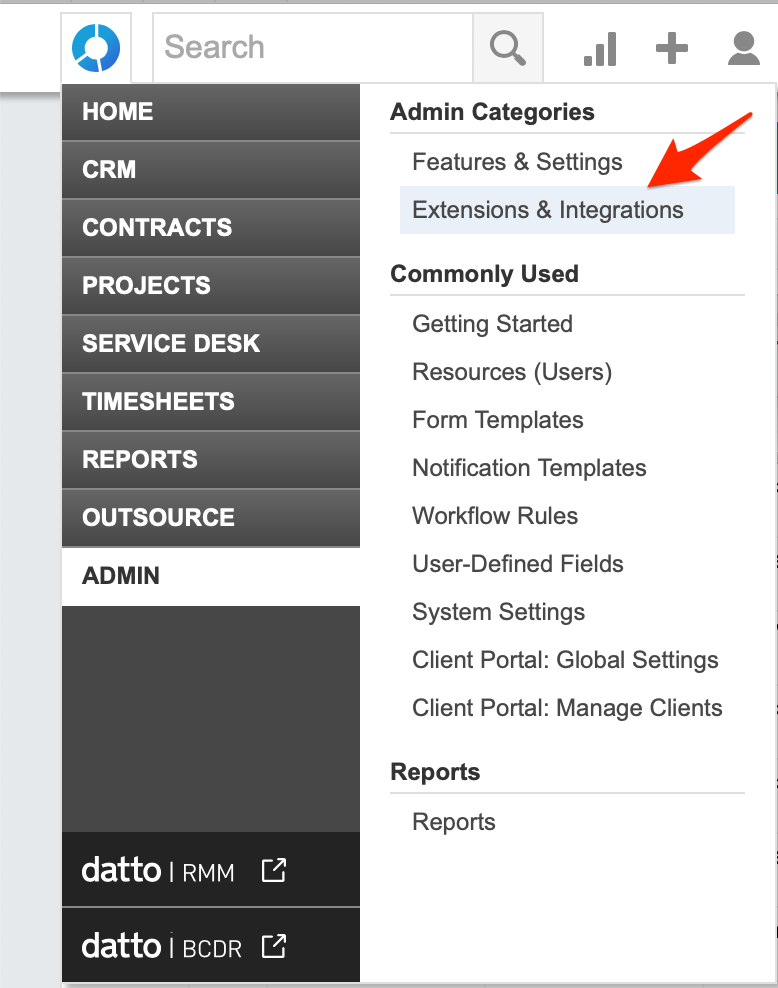 Search
HOME
CRM
CONTRACTS
PROJECTS
SERVICE DESK
TIMESHEETS
REPORTS
OUTSOURCE
ADMIN
datto | RMM
datto | BCDR
Admin Categories
Features & Settings
Extensions & Integrations
Commonly Used
Getting Started
Resources (Users)
Form Templates
Notification Templates
Workflow Rules
User-Defined Fields
System Settings
Client Portal: Global Settings
Client Portal: Manage Clients
Reports
Reports